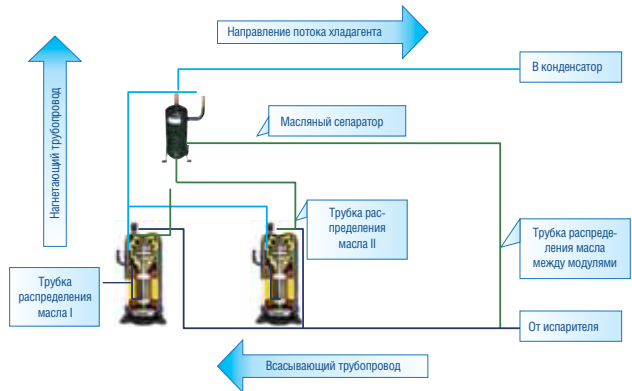 Направление потока хладагента
В конденсатор
Нагнетающий трубопровод
Масляный сепаратор
Трубка рас-
пределения
масла II
Трубка распреде-
ления масла
между модулями
Трубка
распределения
масла I
От испарителя
Всасывающий трубопровод